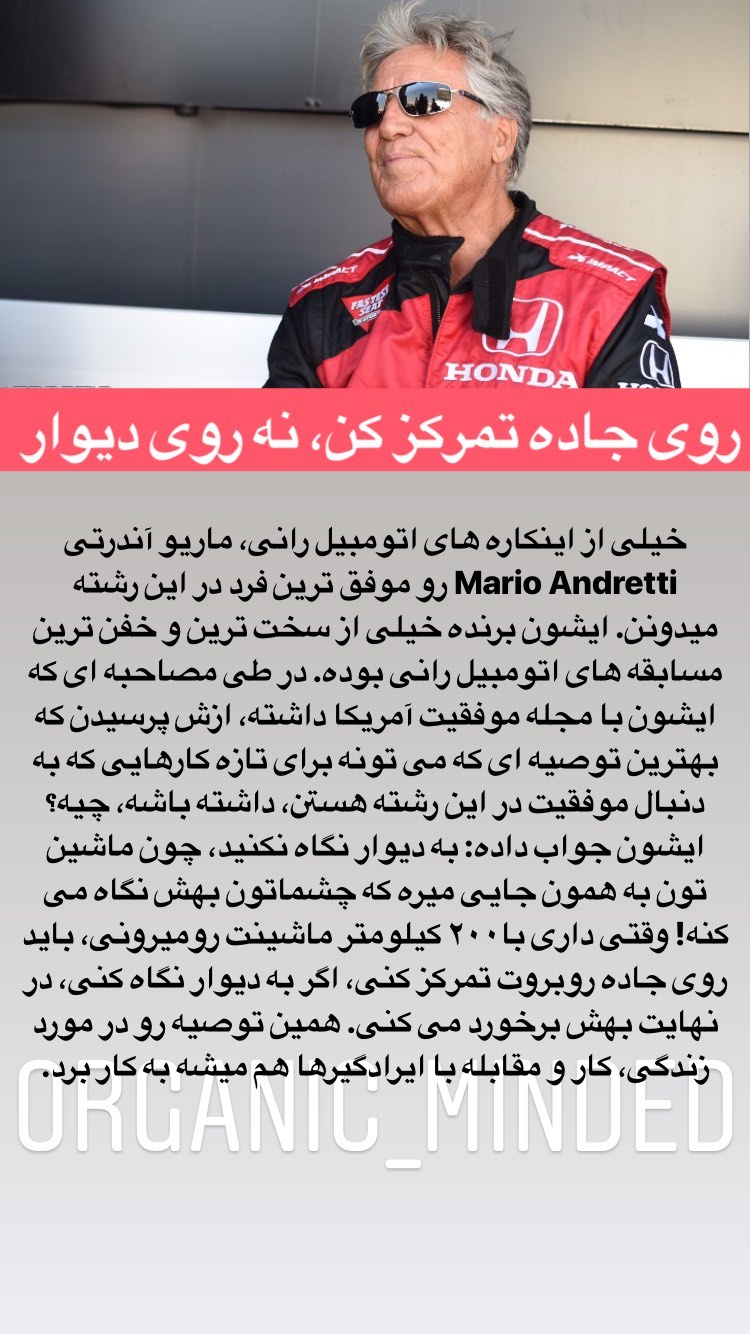 IMPACT
IMPACT
FASTEST
SEAT
HONDA
روی جاده تمرکز کن، نه روی دیوار
خیلی از اینکاره های اتومبیل رانی، ماریو آندرتی
Mario Andretti رو موفق ترین فرد در این رشته
میدونن. ایشون برنده خیلی از سخت ترین و خفن ترین
مسابقه های اتومبیل رانی بوده. در طی مصاحبه ای که
ایشون با مجله موفقیت آمریکا داشته، ازش پرسیدن که
بهترین توصیه ای که می تونه برای تازه کارهایی که به
دنبال موفقیت در این رشته هستن، داشته باشه، چیه؟
ایشون جواب داده: به دیوار نگاه نکنید، چون ماشین
تون به همون جایی میره که چشماتون بهش نگاه می
کنه! وقتی داری با ۲۰۰ کیلومتر ماشینت رومیرونی، باید
روی جاده روبروت تمرکز کنی، اگر به دیوار نگاه کنی، در
نهایت بهش برخورد می کنی. همین توصیه رو در مورد
زندگی، کار و مقابله با ایرادگیرها هم میشه به کار برد.
ORGANIC_MINDED